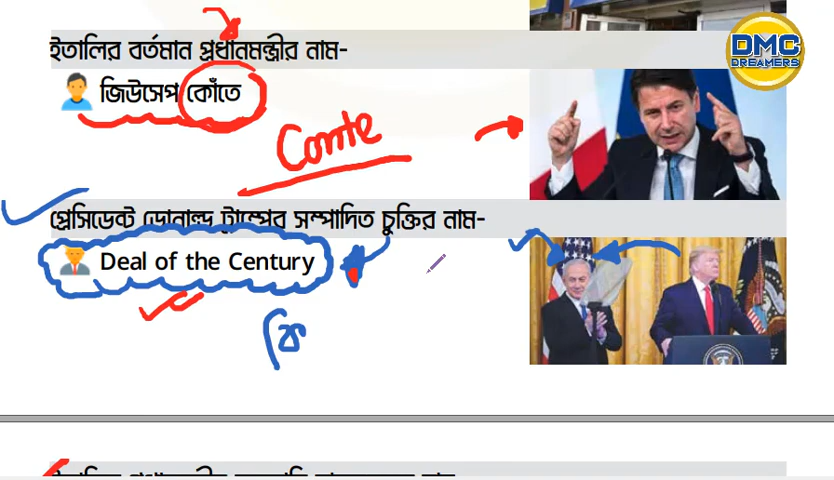 DMC
DREAMERS
ইতালির বর্তমান প্রধানমন্ত্রীর নাম-
জিউসেপ কোঁতে
Conte
প্রেসিডেন্ট ডোনাল্ড ট্রাম্পের সম্পাদিত চুক্তির নাম-
Deal of the Century
কি